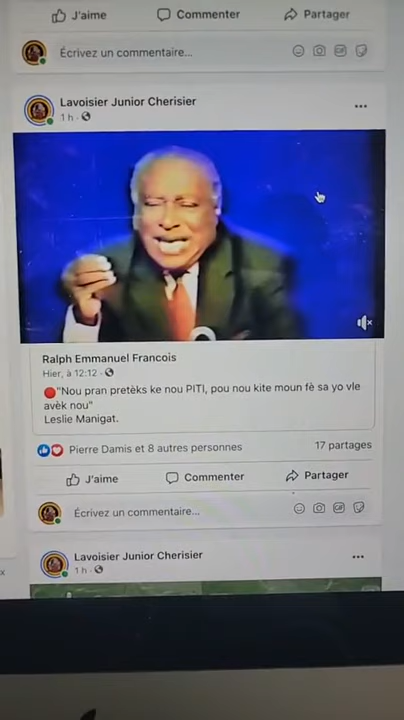 J'aime Commenter Partager
Écrivez un commentaire...
Lavoisier Junior Cherisier
1 h
Ralph Emmanuel Francois
Hier, à 12:12
"Nou pran pretèks ke nou PITI, pou nou kite moun fè sa yo vle
avèk nou"
Leslie Manigat.
Pierre Damis et 8 autres personnes 17 partages
J'aime Commenter Partager
Écrivez un commentaire...
Lavoisier Junior Cherisier
1 h